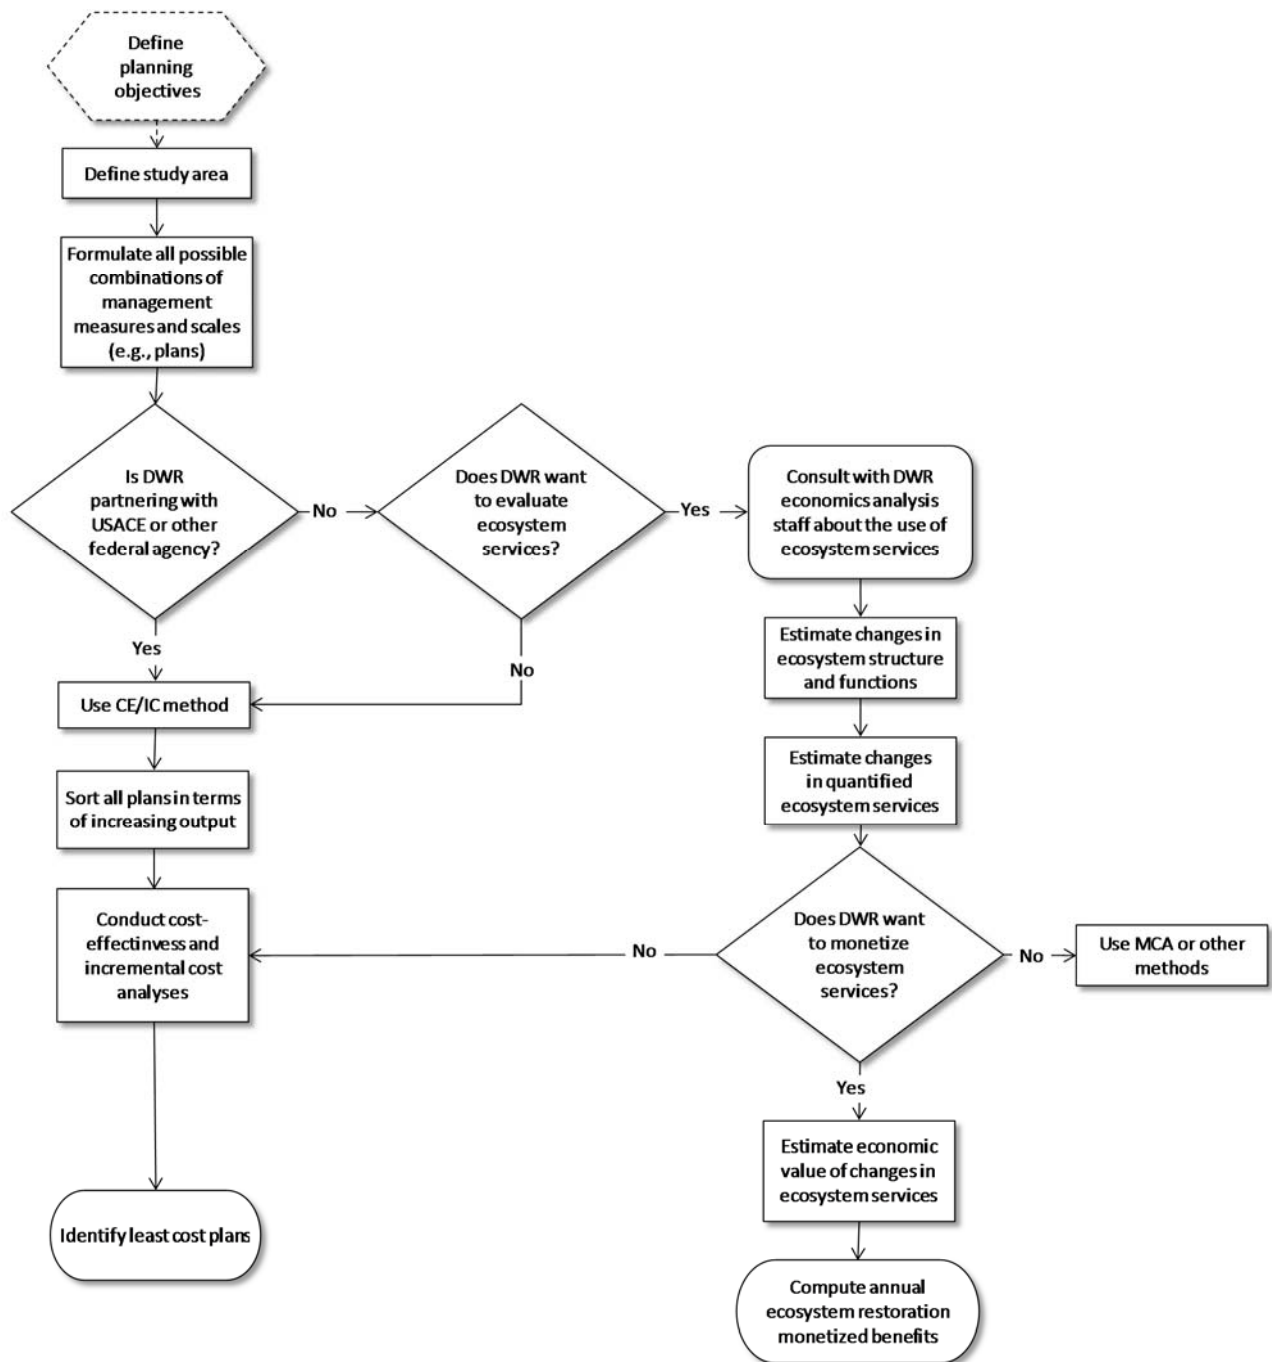 Define
planning
objectives
Define study area
Formulate all possible
combinations of
management
measures and scales
(e.g., plans)
Is DWR
partnering with
USACE or other
federal agency?
No
Does DWR want
to evaluate
ecosystem
services?
Yes
Consult with DWR
economics analysis
staff about the use of
ecosystem services
Yes
No
Estimate changes in
ecosystem structure
and functions
Use CE/IC method
Estimate changes
in quantified
ecosystem services
Sort all plans in terms
of increasing output
Conduct cost-
effectinvess and
incremental cost
analyses
No
Does DWR want
to monetize
ecosystem
services?
No
Use MCA or other
methods
Yes
Estimate economic
value of changes in
ecosystem services
Identify least cost plans
Compute annual
ecosystem restoration
monetized benefits